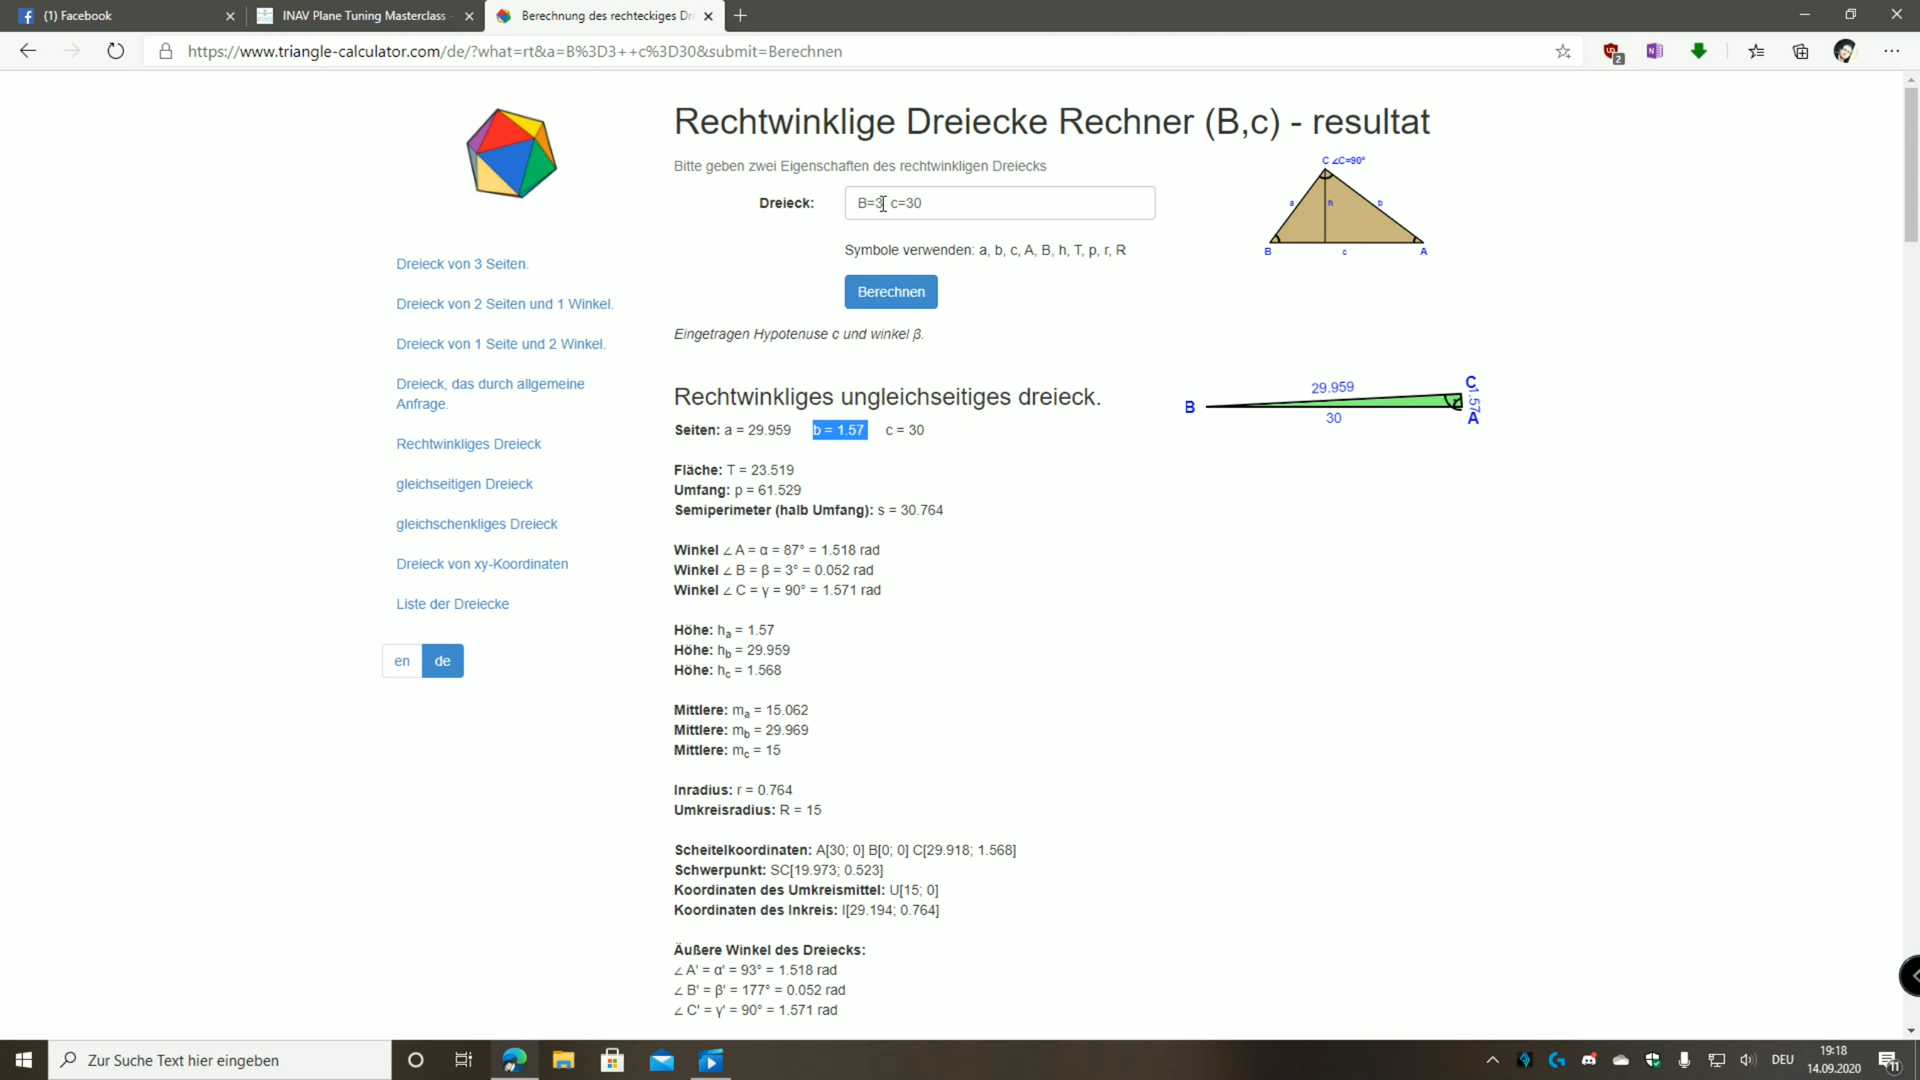 (1) Facebook
INAV Plane Tuning Masterclass -
Berechnung des rechteckiges Dr
https://www.triangle-calculator.com/de/?what=rt&a=B%3D3++c%3D30&submit=Berechnen
2
Rechtwinklige Dreiecke Rechner (B,c) - resultat
Bitte geben zwei Eigenschaften des rechtwinkligen Dreiecks
Dreieck:
B=3 c=30
Symbole verwenden: a, b, c, A, B, h, T, p, r, R
Berechnen
Eingetragen Hypotenuse c und winkel β.
C ∠C=90°
a
h
b
B
c
A
Dreieck von 3 Seiten.
Dreieck von 2 Seiten und 1 Winkel.
Dreieck von 1 Seite und 2 Winkel.
Dreieck, das durch allgemeine
Anfrage.
Rechtwinkliges Dreieck
gleichseitigen Dreieck
gleichschenkliges Dreieck
Dreieck von xy-Koordinaten
Liste der Dreiecke
en
de
Rechtwinkliges ungleichseitiges dreieck.
Seiten: a = 29.959 b = 1.57 c = 30
Fläche: T = 23.519
Umfang: p = 61.529
Semiperimeter (halb Umfang): s = 30.764
Winkel ∠ A = α = 87° = 1.518 rad
Winkel ∠ B = β = 3° = 0.052 rad
Winkel ∠ C = γ = 90° = 1.571 rad
Höhe: ha = 1.57
Höhe: hb = 29.959
Höhe: hc = 1.568
Mittlere: ma = 15.062
Mittlere: mb = 29.969
Mittlere: mc = 15
Inradius: r = 0.764
Umkreisradius: R = 15
Scheitelkoordinaten: A[30; 0] B[0; 0] C[29.918; 1.568]
Schwerpunkt: SC[19.973; 0.523]
Koordinaten des Umkreismittel: U[15; 0]
Koordinaten des Inkreis: I[29.194; 0.764]
Äußere Winkel des Dreiecks:
∠ A' = α' = 93° = 1.518 rad
∠ B' = β' = 177° = 0.052 rad
∠ C' = γ' = 90° = 1.571 rad
29.959
C
1.57
B
30
A
Zur Suche Text hier eingeben
DEU
19:18
14.09.2020
11